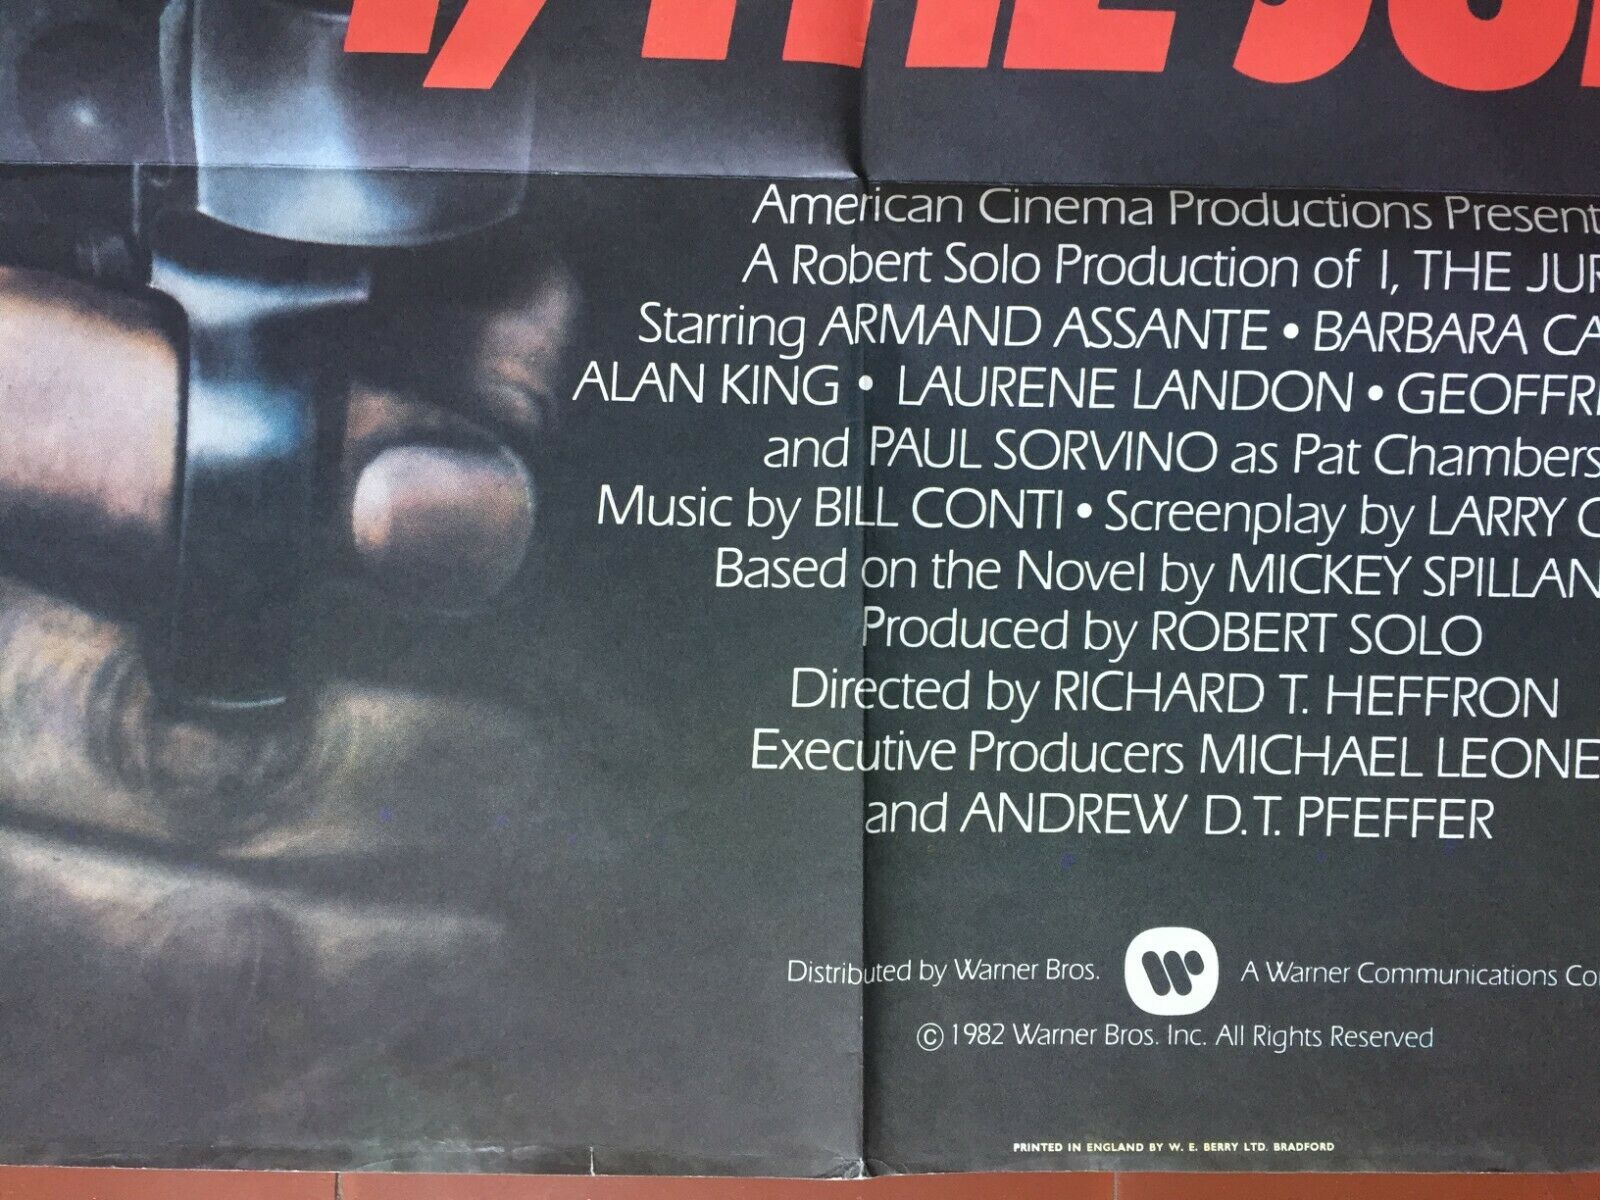 I, THE JU
American Cinema Productions Present
A Robert Solo Production of I, THE JUR
Starring ARMAND ASSANTE • BARBARA CA
ALAN KING • LAURENE LANDON • GEOFFRE
and PAUL SORVINO as Pat Chambers
Music by BILL CONTI • Screenplay by LARRY C
Based on the Novel by MICKEY SPILLAN
Produced by ROBERT SOLO
Directed by RICHARD T. HEFFRON
Executive Producers MICHAEL LEONE
and ANDREW D.T. PFEFFER
Distributed by Warner Bros. W A Warner Communications Co
© 1982 Warner Bros. Inc. All Rights Reserved
PRINTED IN ENGLAND BY W. E. BERRY LTD. BRADFORD